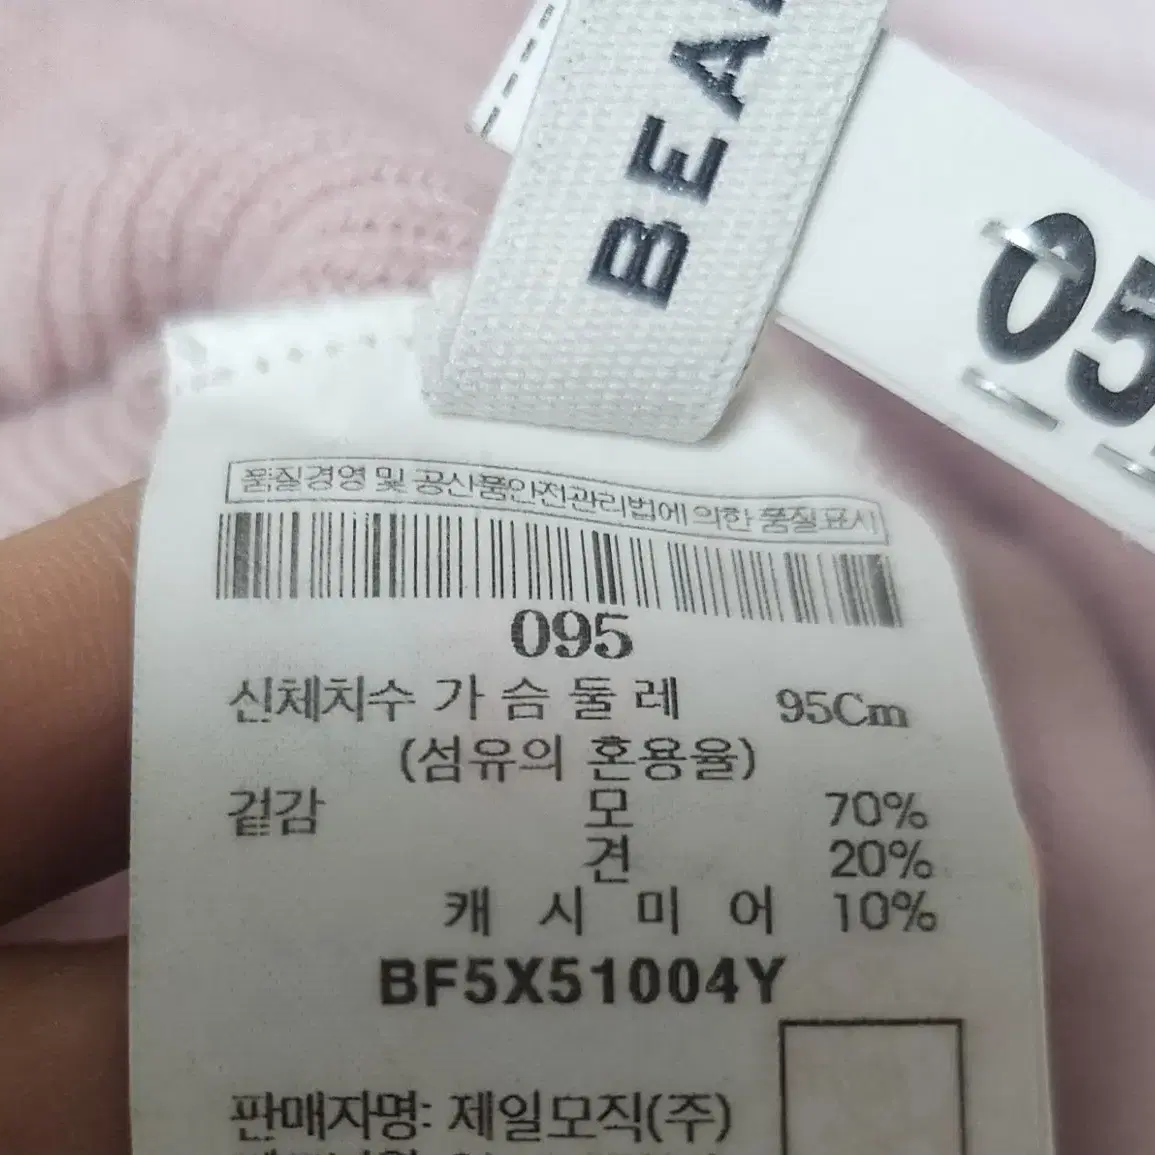 BEA
05
품질경영 및 공산품안전관리법에 의한 품질표시
095
신체치수 가 슴 둘 레 95Cm
(섬유의 혼용율)
겉감 모 70%
견 20%
캐 시 미 어 10%
BF5X51004Y
판매자명: 제일모직(주)